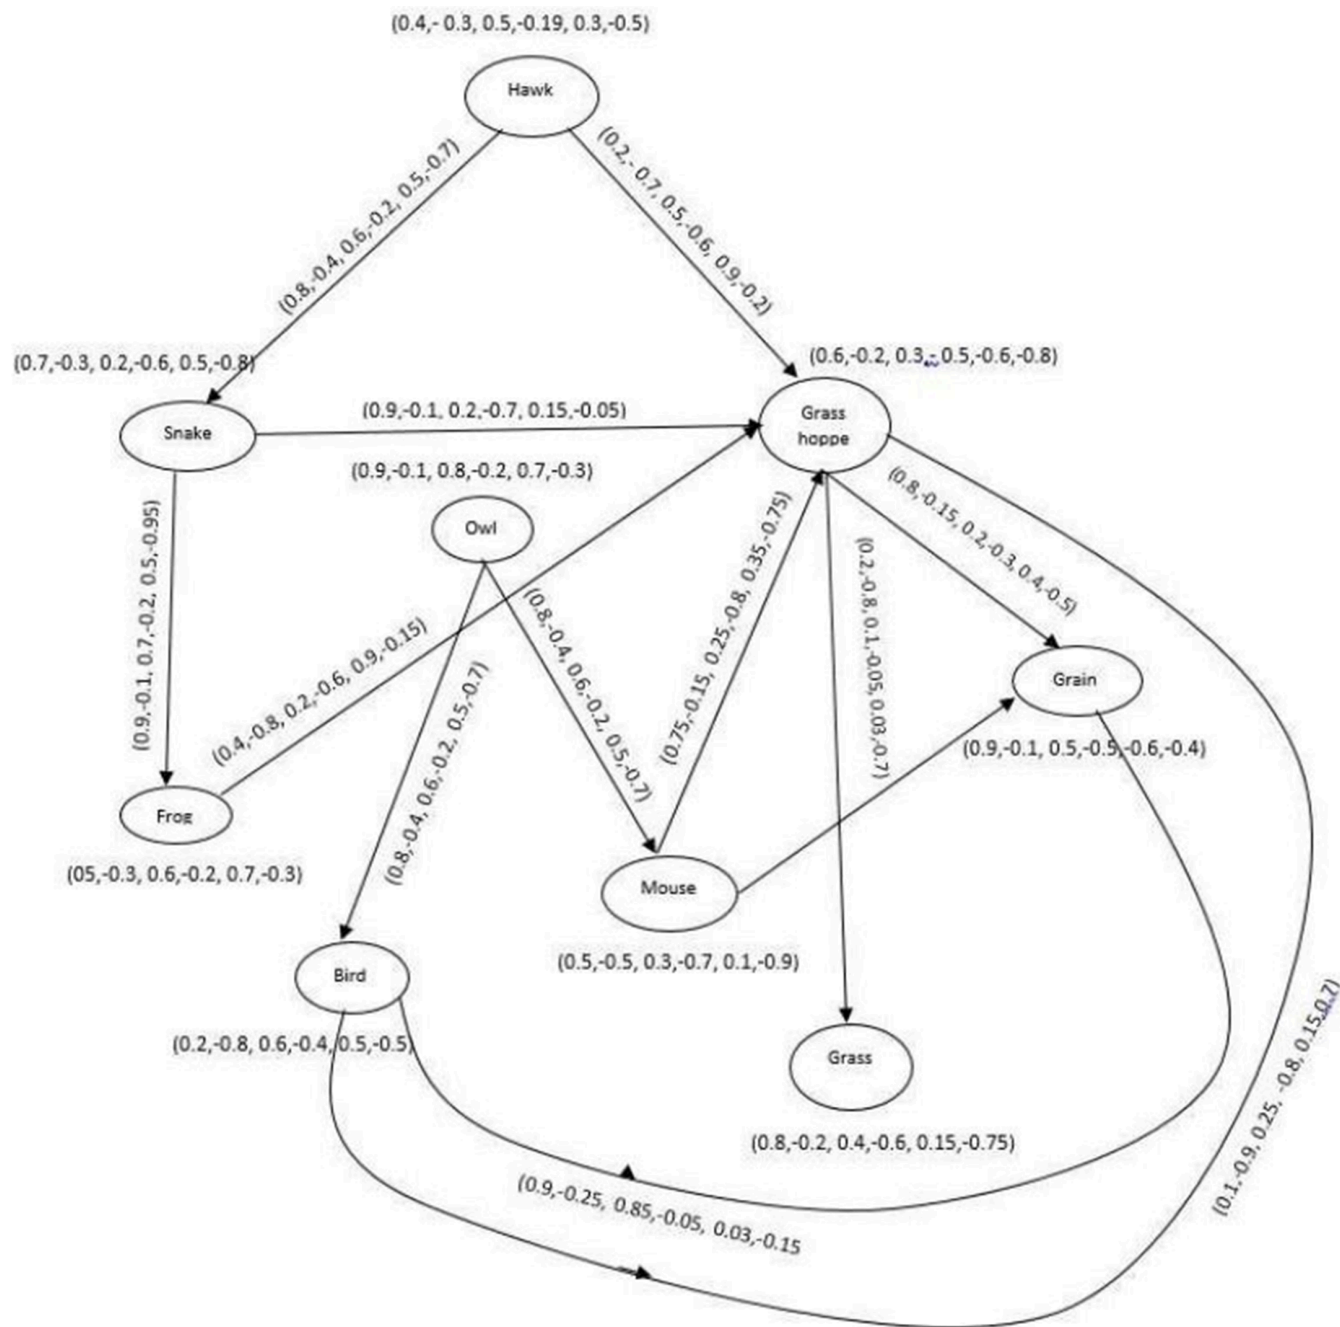 (0.4,- 0.3, 0.5,-0.19, 0.3,-0.5)
Hawk
(0.8,-0.4, 0.6,-0.2, 0.5,-0.7)
(0.2,- 0.7, 0.5,-0.6, 0.9,-0.2)
(0.7,-0.3, 0.2,-0.6, 0.5,-0.8)
(0.6,-0.2, 0.3,- 0.5,-0.6,-0.8)
Snake
(0.9,-0.1, 0.2,-0.7, 0.15,-0.05)
Grass
hoppe
(0.9,-0.1, 0.8,-0.2, 0.7,-0.3)
Owl
(0.9,-0.1, 0.7,-0.2, 0.5,-0.95)
(0.4,-0.8, 0.2,-0.6, 0.9,-0.15)
(0.8,-0.4, 0.6,-0.2, 0.5,-0.7)
(0.8,-0.4, 0.6,-0.2, 0.5,-0.7)
(0.75,-0.15, 0.25,-0.8, 0.35,-0.75)
(0.2,-0.8, 0.1,-0.05, 0.03,-0.7)
(0.8,-0.15, 0.2,-0.3, 0.4,-0.5)
Grain
(0.9,-0.1, 0.5,-0.5,-0.6,-0.4)
Frog
(05,-0.3, 0.6,-0.2, 0.7,-0.3)
Mouse
(0.5,-0.5, 0.3,-0.7, 0.1,-0.9)
Bird
(0.2,-0.8, 0.6,-0.4, 0.5,-0.5)
Grass
(0.8,-0.2, 0.4,-0.6, 0.15,-0.75)
(0.9,-0.25, 0.85,-0.05, 0.03,-0.15
(0.1,-0.9, 0.25, -0.8, 0.15,0.7)